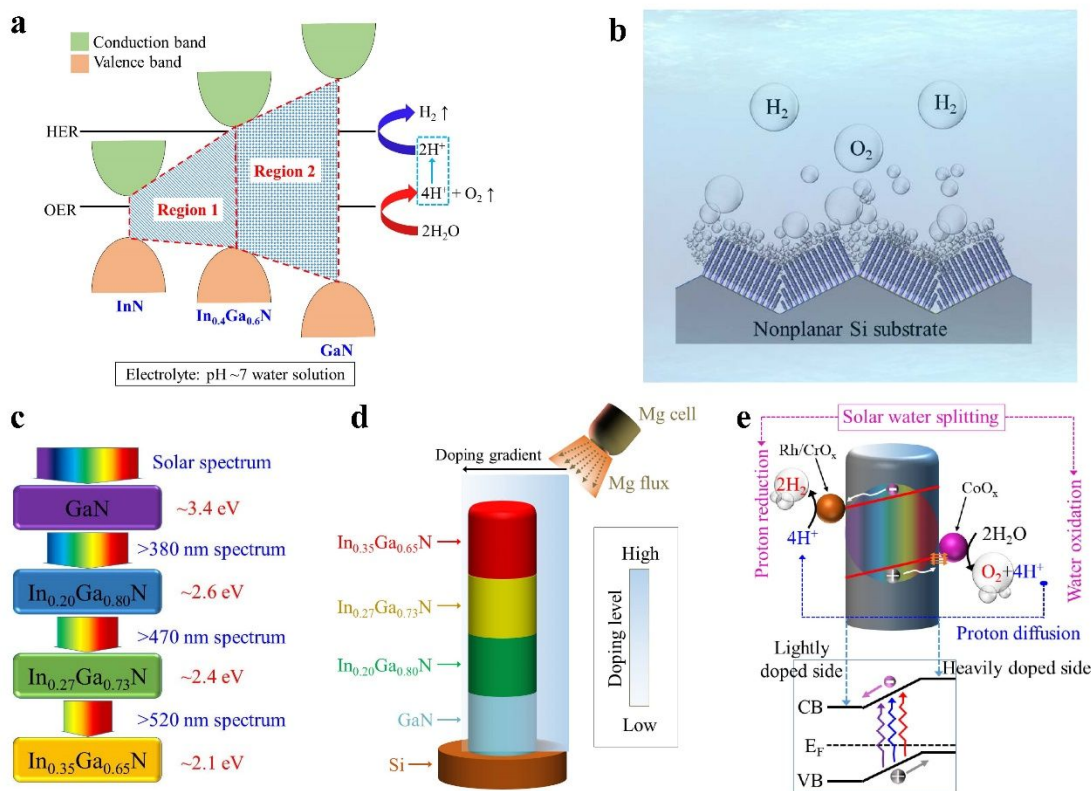 a
Conduction band
Valence band
HER
OER
Region 1
Region 2
H₂ ↑
2H⁺
4H⁺ + O₂ ↑
2H₂O
InN
In₀.₄Ga₀.₆N
GaN
Electrolyte: pH ~7 water solution
b
H₂
H₂
O₂
Nonplanar Si substrate
c
Solar spectrum
GaN
~3.4 eV
>380 nm spectrum
In₀.₂₀Ga₀.₈₀N
~2.6 eV
>470 nm spectrum
In₀.₂₇Ga₀.₇₃N
~2.4 eV
>520 nm spectrum
In₀.₃₅Ga₀.₆₅N
~2.1 eV
d
Mg cell
Doping gradient
Mg flux
In₀.₃₅Ga₀.₆₅N
In₀.₂₇Ga₀.₇₃N
In₀.₂₀Ga₀.₈₀N
GaN
Si
High
Doping level
Low
e
Solar water splitting
Proton reduction
Water oxidation
Rh/CrOₓ
2H₂
4H⁺
CoOₓ
2H₂O
O₂+4H⁺
Proton diffusion
Lightly
doped side
Heavily doped side
CB
E_F
VB